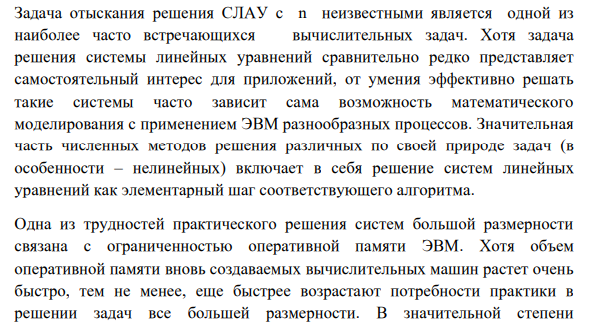 Задача отыскания решения СЛАУ с n неизвестными является одной из
наиболее часто встречающихся вычислительных задач. Хотя задача
решения системы линейных уравнений сравнительно редко представляет
самостоятельный интерес для приложений, от умения эффективно решать
такие системы часто зависит сама возможность математического
моделирования с применением ЭВМ разнообразных процессов. Значительная
часть численных методов решения различных по своей природе задач (в
особенности – нелинейных) включает в себя решение систем линейных
уравнений как элементарный шаг соответствующего алгоритма.
Одна из трудностей практического решения систем большой размерности
связана с ограниченностью оперативной памяти ЭВМ. Хотя объем
оперативной памяти вновь создаваемых вычислительных машин растет очень
быстро, тем не менее, еще быстрее возрастают потребности практики в
решении задач все большей размерности. В значительной степени